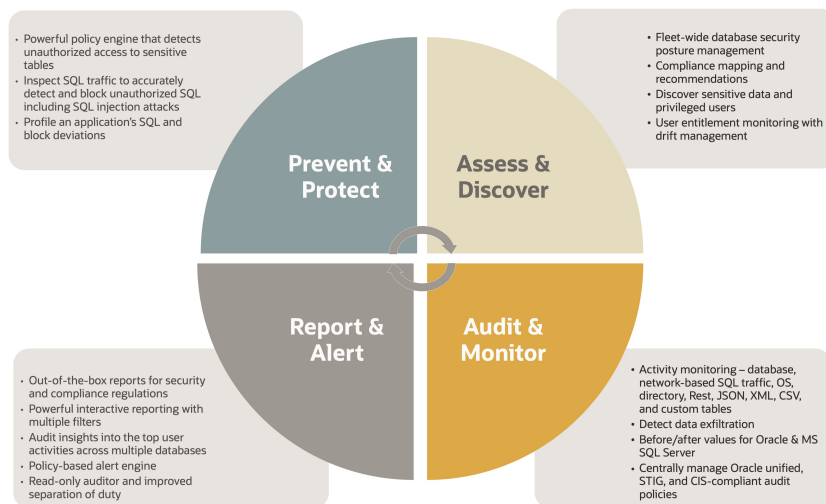 • Powerful policy engine that detects
unauthorized access to sensitive
tables
• Inspect SQL traffic to accurately
detect and block unauthorized SQL
including SQL injection attacks
• Profile an application's SQL and
block deviations
• Fleet-wide database security
posture management
• Compliance mapping and
recommendations
• Discover sensitive data and
privileged users
• User entitlement monitoring with
drift management
Prevent &
Protect
Assess &
Discover
Report &
Alert
Audit &
Monitor
• Out-of-the-box reports for security
and compliance regulations
• Powerful interactive reporting with
multiple filters
• Audit insights into the top user
activities across multiple databases
• Policy-based alert engine
• Read-only auditor and improved
separation of duty
• Activity monitoring – database,
network-based SQL traffic, OS,
directory, Rest, JSON, XML, CSV,
and custom tables
• Detect data exfiltration
• Before/after values for Oracle & MS
SQL Server
• Centrally manage Oracle unified,
STIG, and CIS-compliant audit
policies